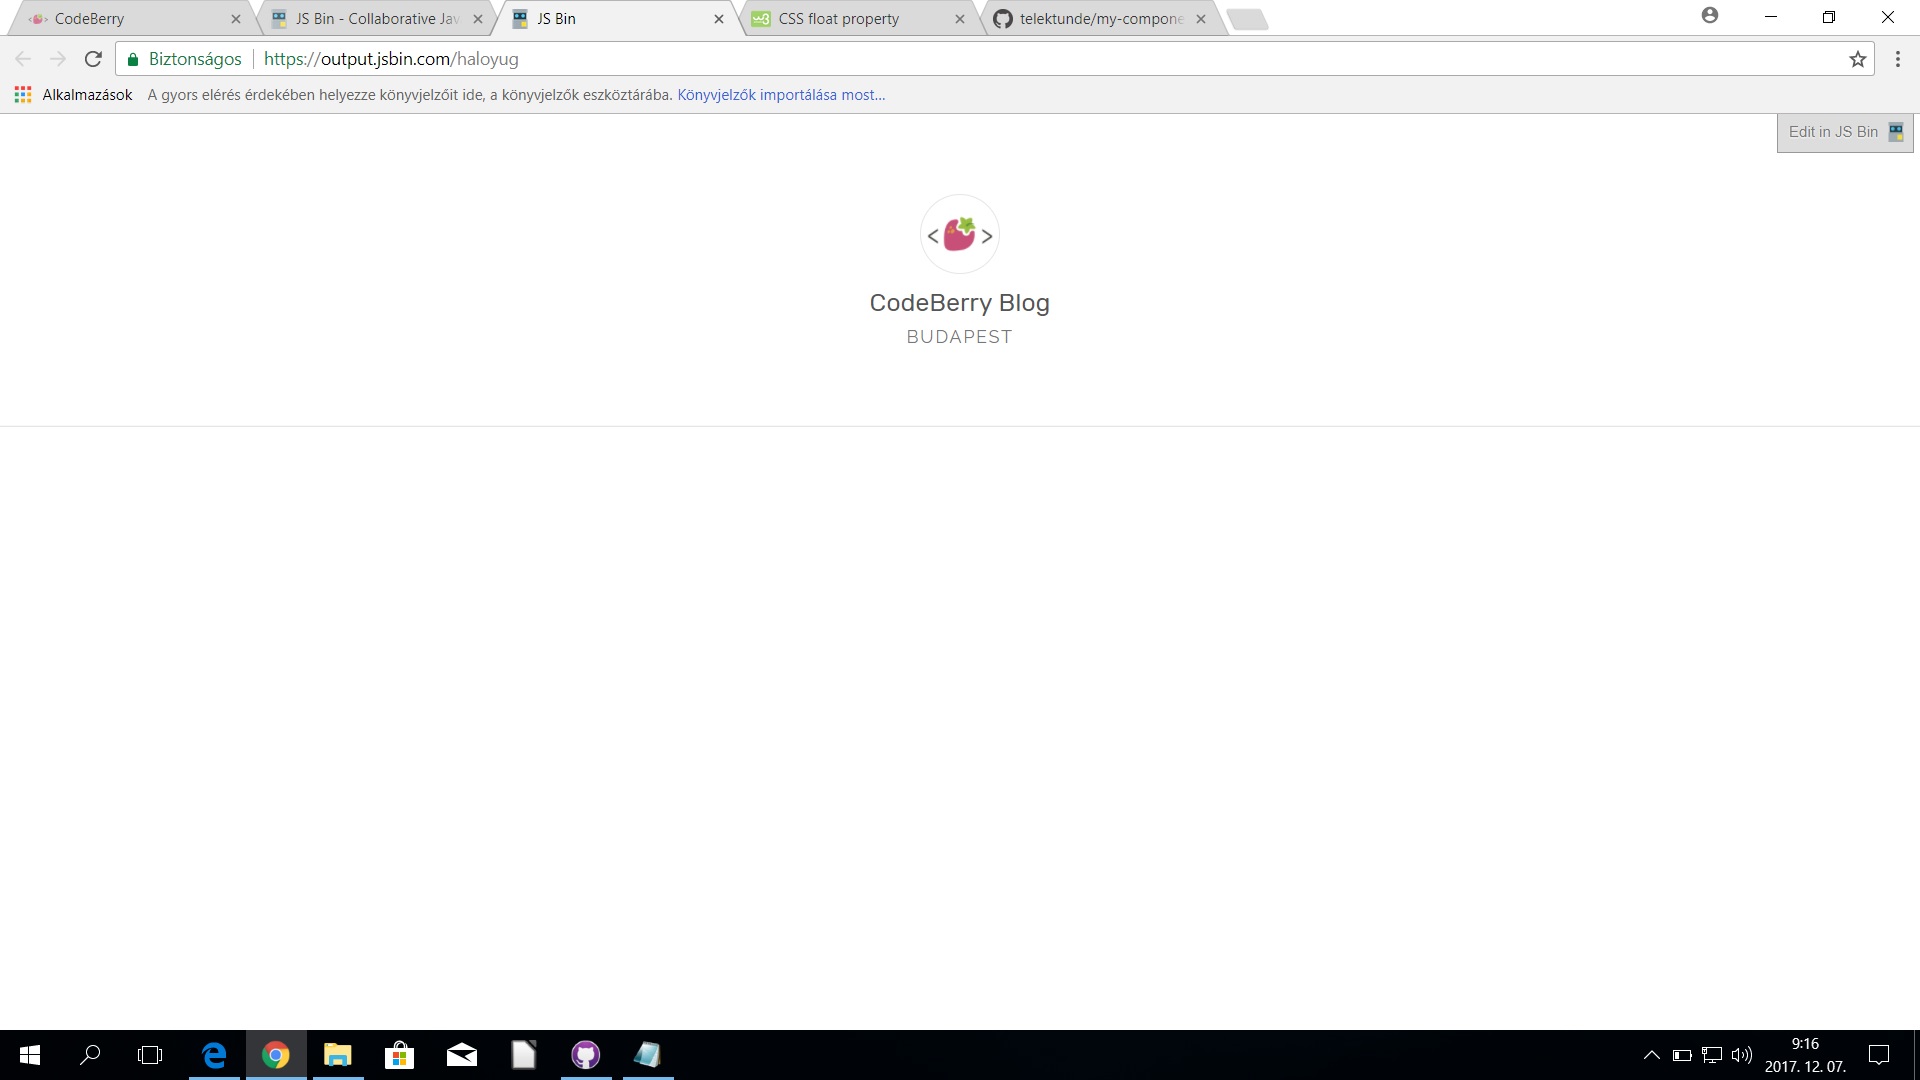 CodeBerry
JS Bin - Collaborative Jav
JS Bin
CSS float property
telektunde/my-compone
Biztonságos
https://output.jsbin.com/haloyug
Alkalmazások
A gyors elérés érdekében helyezze könyvjelzőit ide, a könyvjelzők eszköztárába. Könyvjelzők importálása most...
Edit in JS Bin
CodeBerry Blog
BUDAPEST
9:16
2017. 12. 07.